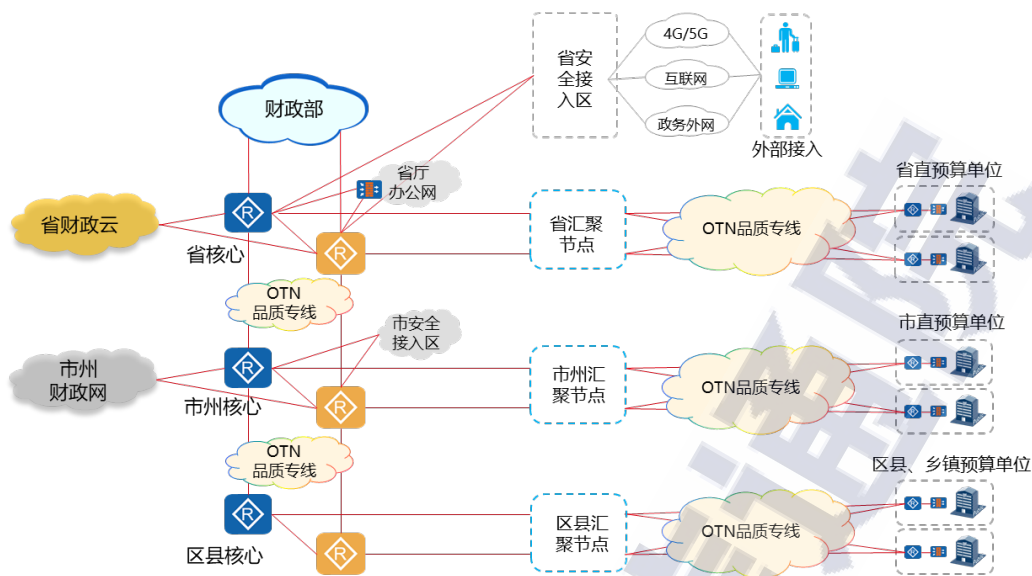 4G/5G
省安
全接
入区
互联网
政务外网
外部接入
财政部
省厅
办公网
省直预算单位
省财政云
R
省核心
R
省汇聚
节点
OTN品质专线
R
R
OTN
品质专线
市安全
接入区
市直预算单位
市州
财政网
R
市州核心
R
市州汇
聚节点
OTN品质专线
R
R
OTN
品质专线
区县、乡镇预算单位
R
区县核心
R
区县汇
聚节点
OTN品质专线
R
R